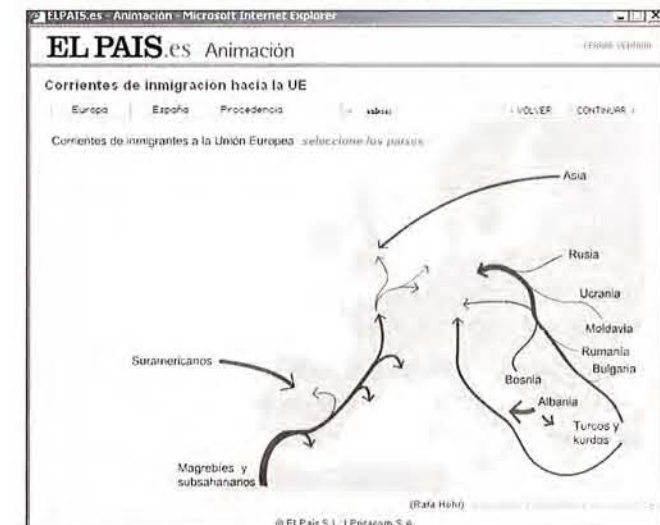 ELPAIS.es - Animación - Microsoft Internet Explorer
EL PAIS.es Animación
CERRAR VENTANA
Corrientes de inmigración hacia la UE
Europa España Procedencia VOLVER CONTINUAR
Corrientes de inmigrantes a la Unión Europea seleccione los países
Asia
Rusia
Ucrania
Moldavia
Rumanía
Bulgaria
Suramericanos
Bosnia
Albania
Turcos y
kurdos
Magrebíes y
subsaharianos
(Rafa Höhr)
© El País S.L. | Prisacom S.A.